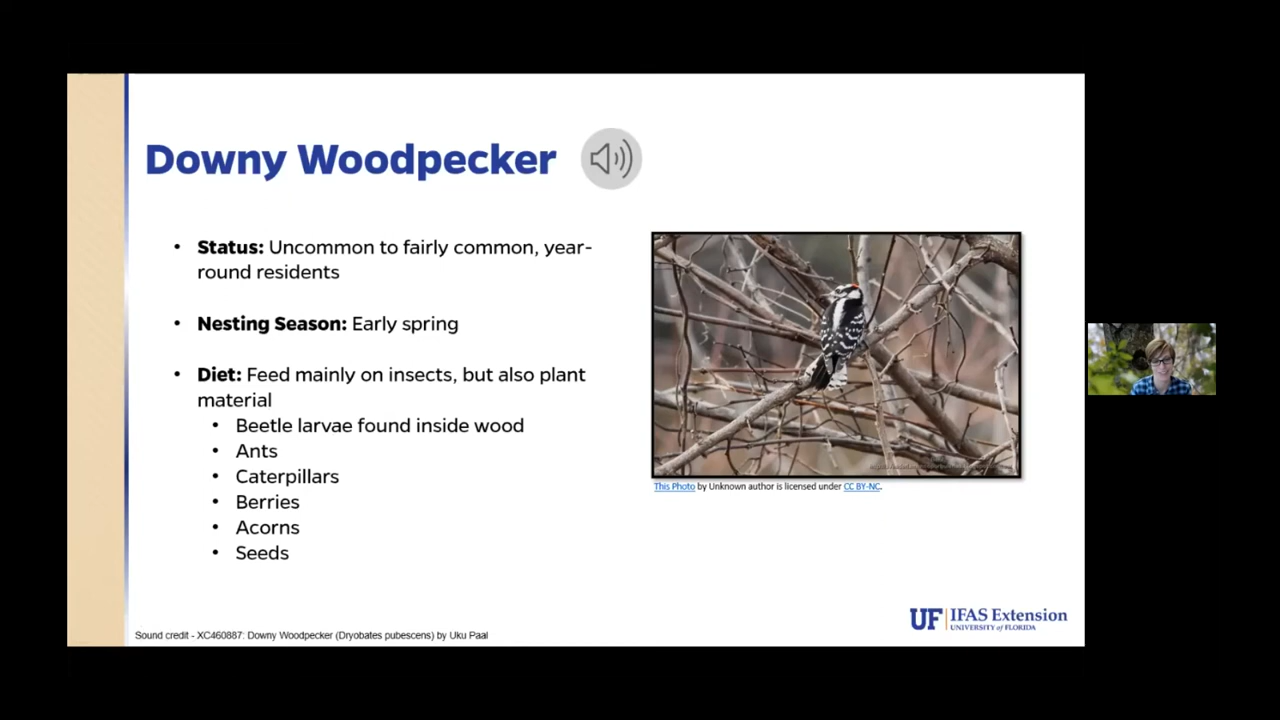 Downy Woodpecker
• Status: Uncommon to fairly common, year-
round residents
• Nesting Season: Early spring
• Diet: Feed mainly on insects, but also plant
material
• Beetle larvae found inside wood
• Ants
• Caterpillars
• Berries
• Acorns
• Seeds
This Photo by Unknown author is licensed under CC BY-NC.
UF IFAS Extension
UNIVERSITY of FLORIDA
Sound credit - XC460887: Downy Woodpecker (Dryobates pubescens) by Uku Paal